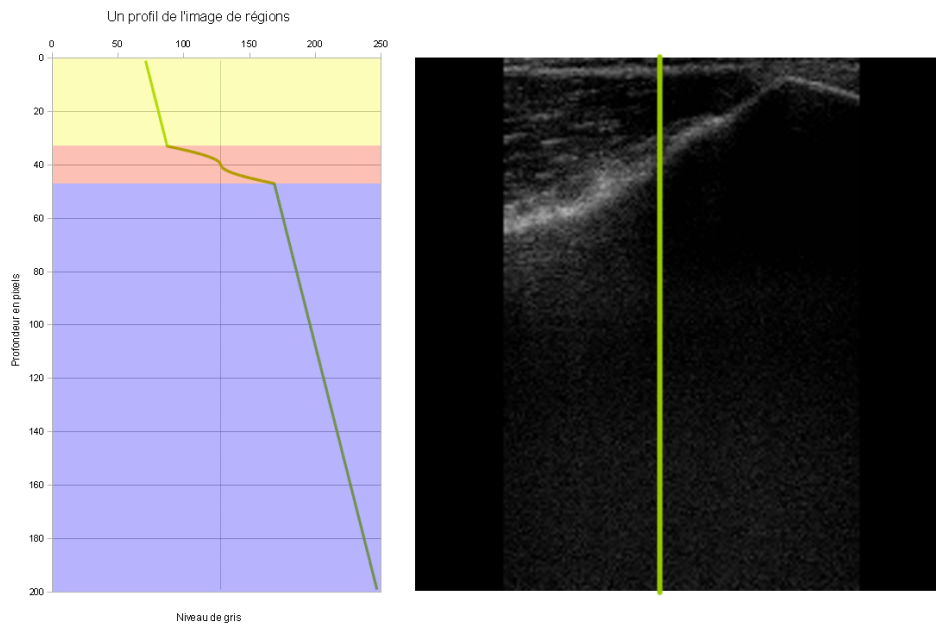 Un profil de l'image de régions
0 50 100 150 200 250
0
20
40
60
80
100
120
140
160
180
200
Profondeur en pixels
Niveau de gris